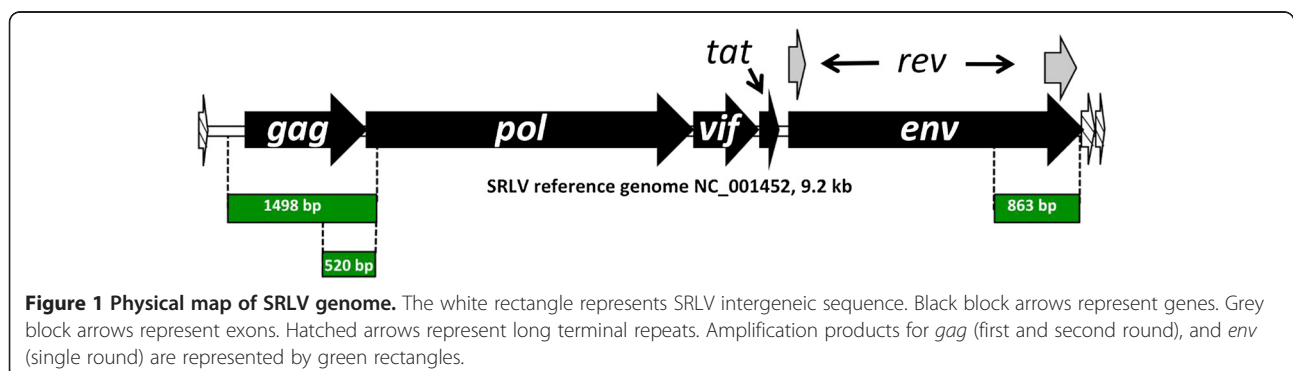 tat
rev
gag
pol
vif
env
SRLV reference genome NC_001452, 9.2 kb
1498 bp
863 bp
520 bp
Figure 1 Physical map of SRLV genome. The white rectangle represents SRLV intergeneic sequence. Black block arrows represent genes. Grey
block arrows represent exons. Hatched arrows represent long terminal repeats. Amplification products for gag (first and second round), and env
(single round) are represented by green rectangles.